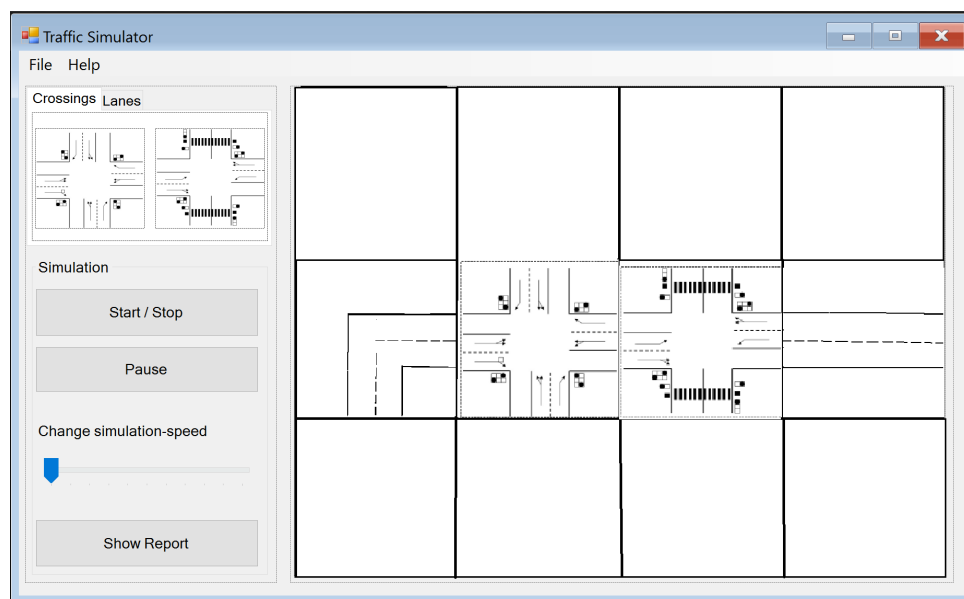 Traffic Simulator
File Help
Crossings Lanes
Simulation
Start / Stop
Pause
Change simulation-speed
Show Report